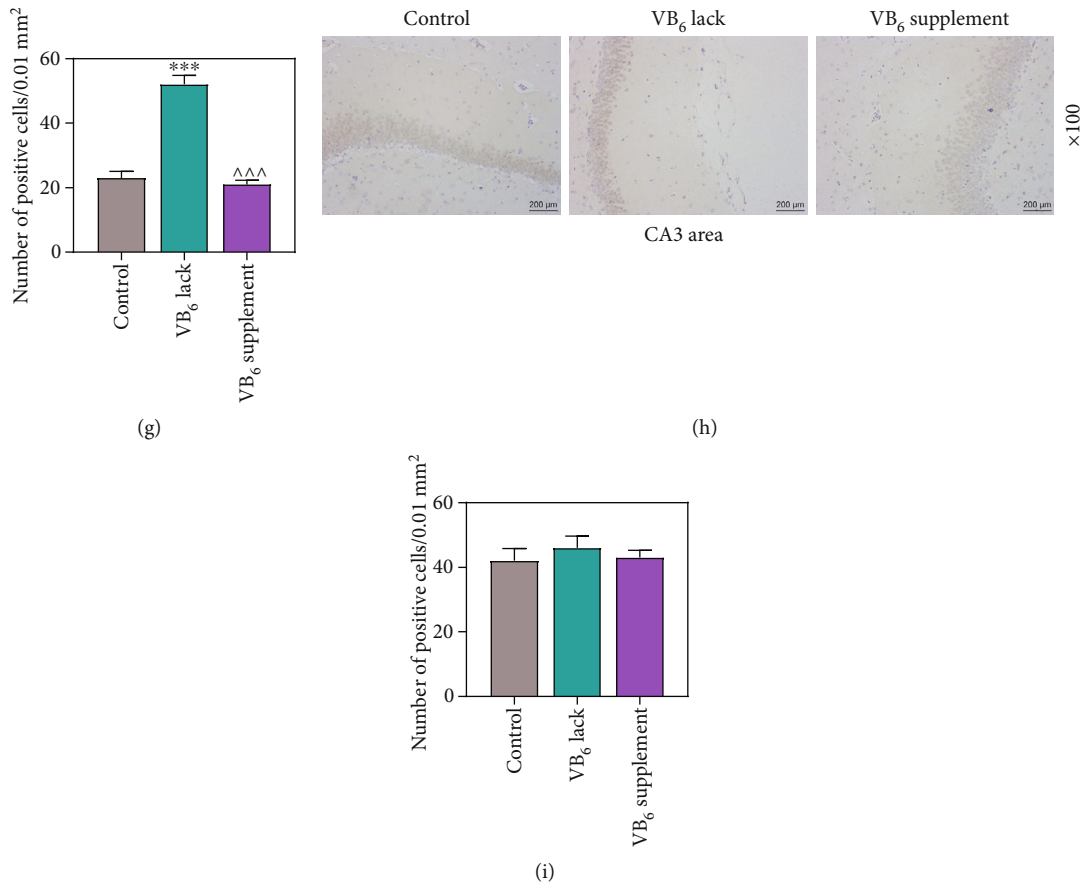 Number of positive cells/0.01 mm²
60
40
20
0
***
^^^
Control
VB₆ lack
VB₆ supplement
(g)
Control
VB₆ lack
VB₆ supplement
×100
200 μm
200 μm
200 μm
CA3 area
(h)
Number of positive cells/0.01 mm²
60
40
20
0
Control
VB₆ lack
VB₆ supplement
(i)